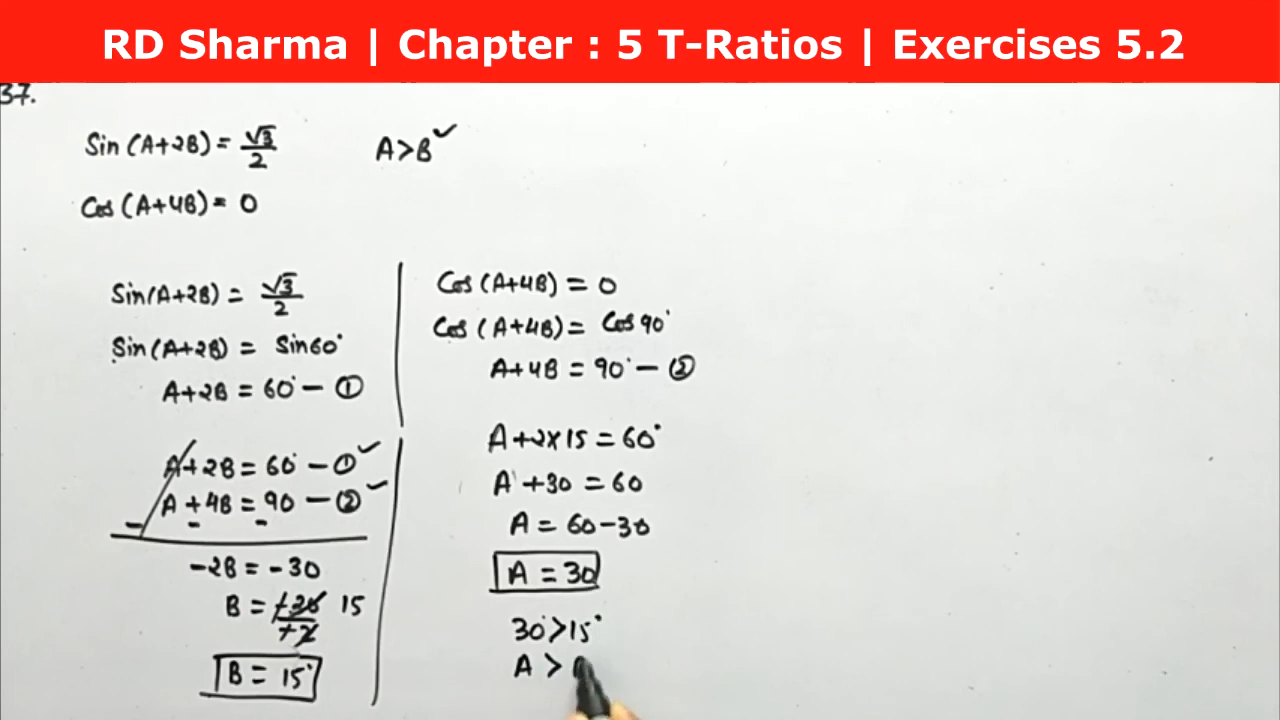 RD Sharma | Chapter : 5 T-Ratios | Exercises 5.2
37.
Sin (A+2B) = √3/2   A>B ✓
Cos (A+4B) = 0
Sin(A+2B) = √3/2
Sin(A+2B) = Sin60°
A+2B = 60° — ①
A+2B = 60° — ① ✓
A+4B = 90 — ② ✓
- - -
-2B = -30
B = -30/-2 15
B = 15°
Cos (A+4B) = 0
Cos (A+4B) = Cos 90°
A+4B = 90° — ②
A+2×15 = 60°
A +30 = 60
A = 60-30
A = 30
30°>15°
A >